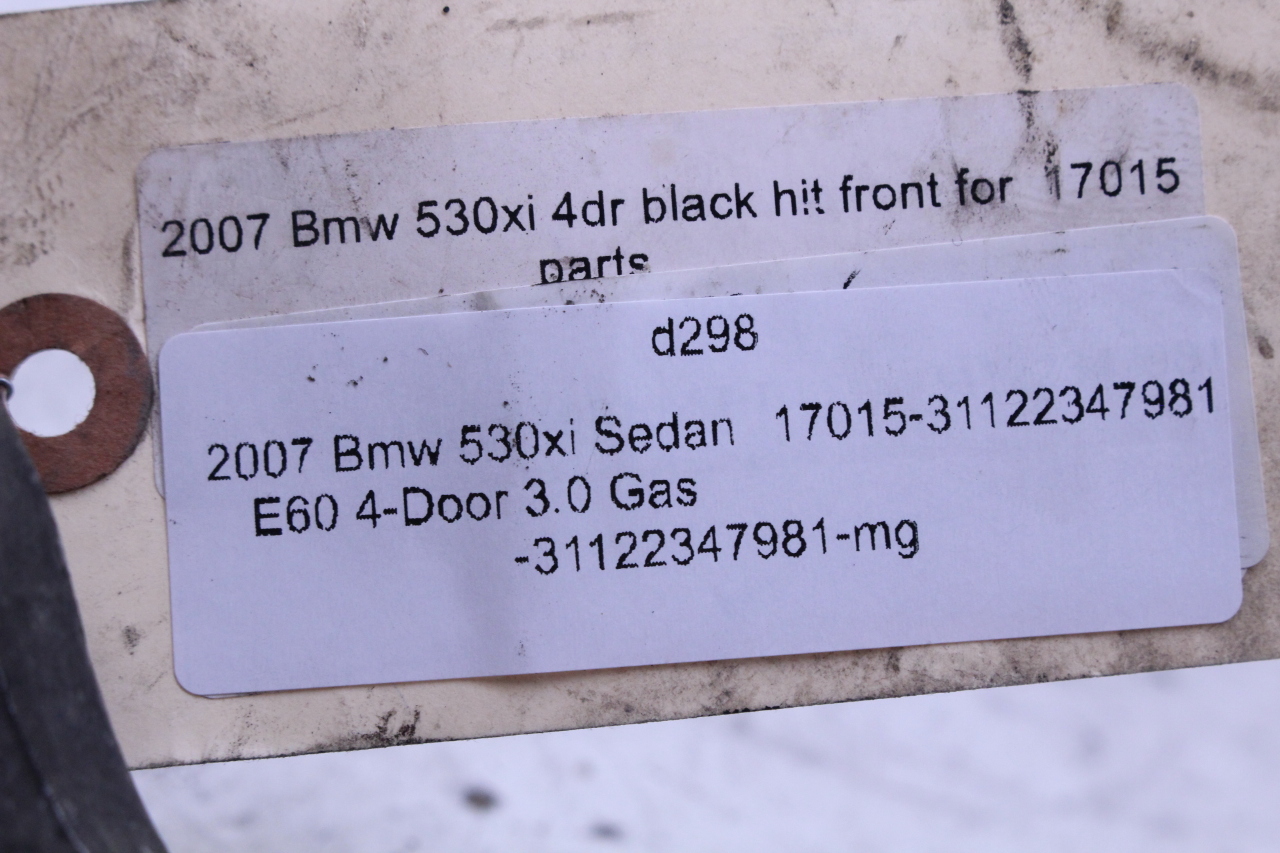 2007 Bmw 530xi 4dr black hit front for 17015
parts
d298
2007 Bmw 530xi Sedan 17015-31122347981
E60 4-Door 3.0 Gas
-31122347981-mg